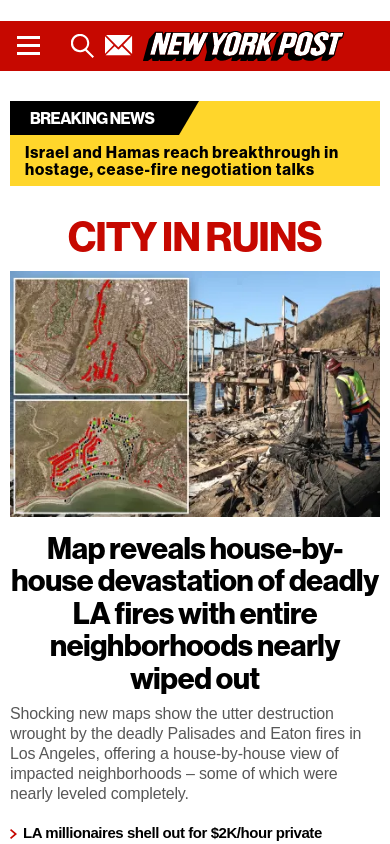 NEW YORK POST
BREAKING NEWS
Israel and Hamas reach breakthrough in
hostage, cease-fire negotiation talks
CITY IN RUINS
Map reveals house-by-
house devastation of deadly
LA fires with entire
neighborhoods nearly
wiped out
Shocking new maps show the utter destruction
wrought by the deadly Palisades and Eaton fires in
Los Angeles, offering a house-by-house view of
impacted neighborhoods – some of which were
nearly leveled completely.
LA millionaires shell out for $2K/hour private